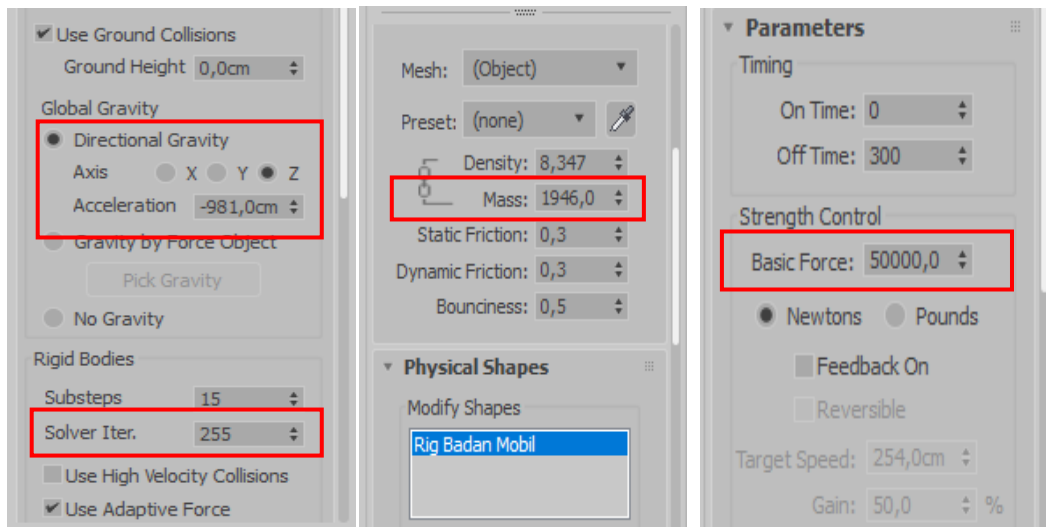 Use Ground Collisions
Ground Height 0,0cm
Global Gravity
Directional Gravity
Axis X Y Z
Acceleration -981,0cm
Gravity by Force Object
Pick Gravity
No Gravity
Rigid Bodies
Substeps 15
Solver Iter. 255
Use High Velocity Collisions
Use Adaptive Force
Mesh: (Object)
Preset: (none)
Density: 8,347
Mass: 1946,0
Static Friction: 0,3
Dynamic Friction: 0,3
Bounciness: 0,5
Physical Shapes
Modify Shapes
Rig Badan Mobil
Parameters
Timing
On Time: 0
Off Time: 300
Strength Control
Basic Force: 50000,0
Newtons Pounds
Feedback On
Reversible
Target Speed: 254,0cm
Gain: 50,0 %